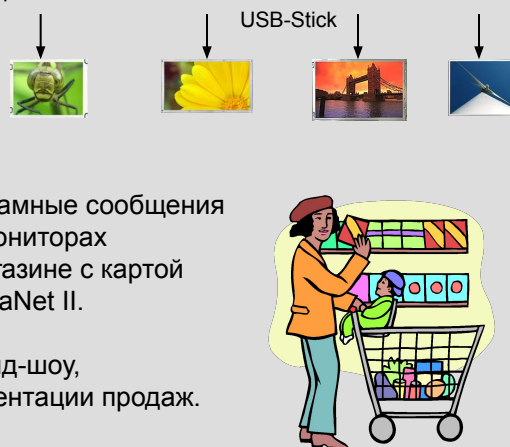 USB-Stick
амные сообщения
ониторах
газине с картой
aNet II.
д-шоу,
ентации продаж.